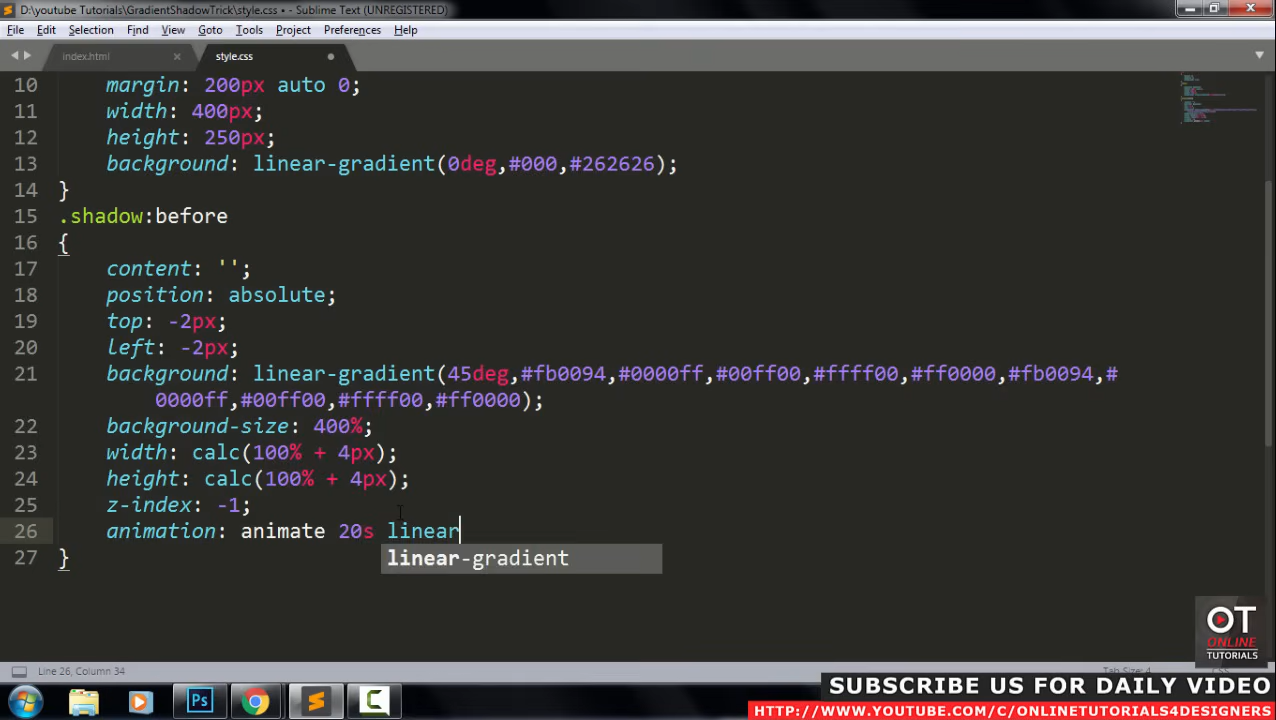 D:\youtube Tutorials\GradientShadowTrick\style.css • - Sublime Text (UNREGISTERED)
File Edit Selection Find View Goto Tools Project Preferences Help
index.html × style.css
10 margin: 200px auto 0;
11 width: 400px;
12 height: 250px;
13 background: linear-gradient(0deg,#000,#262626);
14 }
15 .shadow:before
16 {
17 content: '';
18 position: absolute;
19 top: -2px;
20 left: -2px;
21 background: linear-gradient(45deg,#fb0094,#0000ff,#00ff00,#ffff00,#ff0000,#fb0094,#
0000ff,#00ff00,#ffff00,#ff0000);
22 background-size: 400%;
23 width: calc(100% + 4px);
24 height: calc(100% + 4px);
25 z-index: -1;
26 animation: animate 20s linear
linear-gradient
27 }
OT
ONLINE
TUTORIALS
Line 26, Column 34
Ps
SUBSCRIBE US FOR DAILY VIDEO
HTTP://WWW.YOUTUBE.COM/C/ONLINETUTORIALS4DESIGNERS